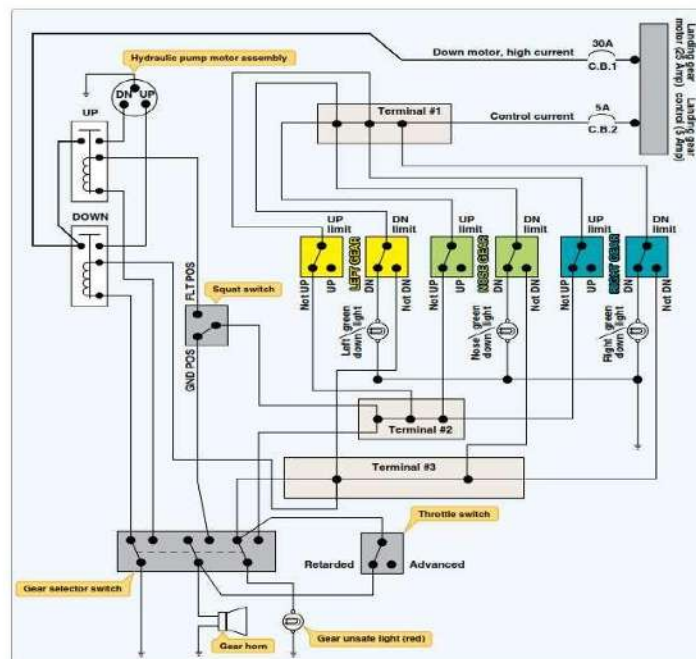 Hydraulic pump motor assembly
DN UP
UP
DOWN
Down motor, high current
30A
C.B.1
Control current
5A
C.B.2
Landing gear
motor (25 Amp)
Landing gear
control (5 Amp)
Terminal #1
UP
limit
DN
limit
UP
limit
DN
limit
UP
limit
DN
limit
LEFT GEAR
NOSE GEAR
RIGHT GEAR
Not UP
UP
DN
Not DN
Not UP
UP
DN
Not DN
Not UP
UP
DN
Not DN
Left green
down light
Nose green
down light
Right green
down light
FLT POS
Squat switch
GND POS
Terminal #2
Terminal #3
Throttle switch
Retarded
Advanced
Gear selector switch
Gear horn
Gear unsafe light (red)